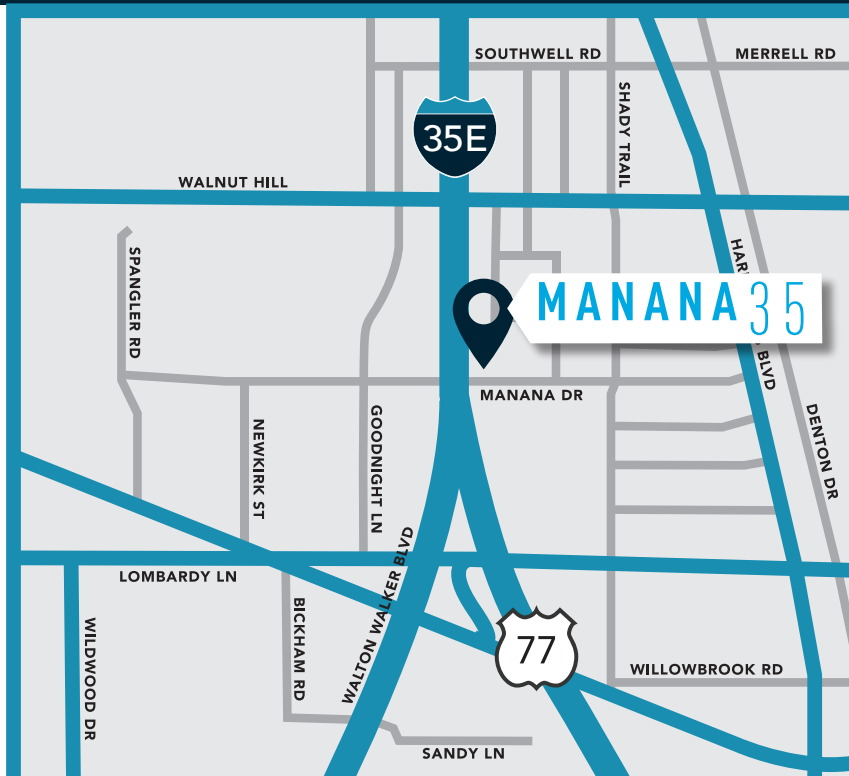 SOUTHWELL RD
MERRELL RD
35E
SHADY TRAIL
WALNUT HILL
SPANGLER RD
MANANA35
BLVD
MANANA DR
NEWKIRK ST
GOODNIGHT LN
DENTON DR
WALTON WALKER BLVD
LOMBARDY LN
BICKHAM RD
WILDWOOD DR
77
WILLOWBROOK RD
SANDY LN